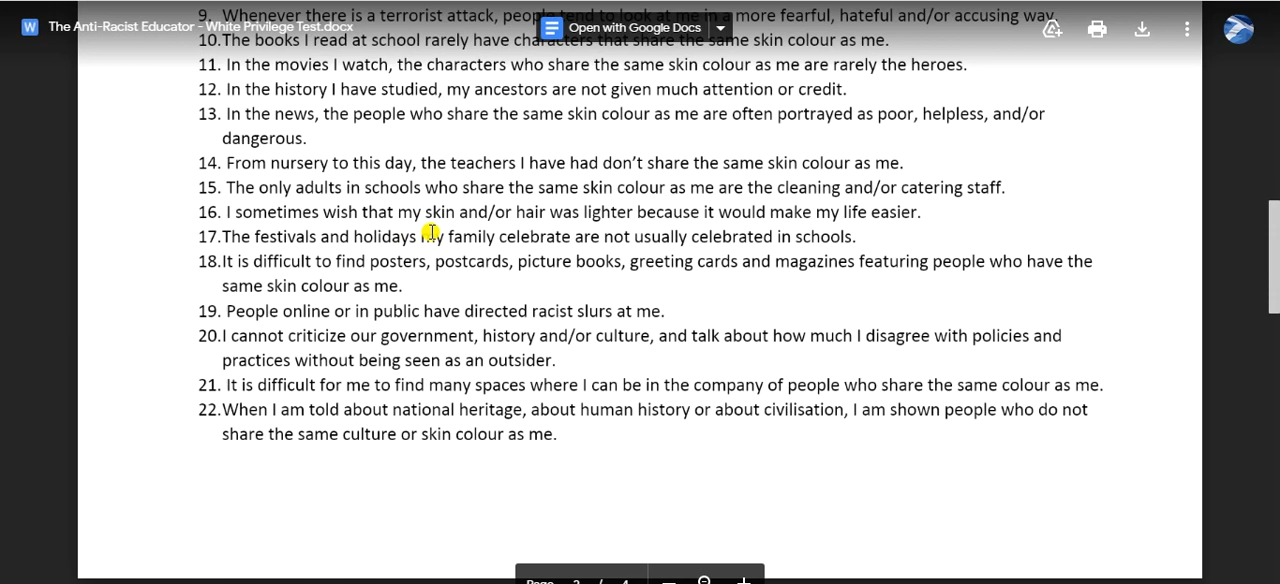 9. Whenever there is a terrorist attack, people tend to look at me in a more fearful, hateful and/or accusing way.
The Anti-Racist Educator - White Privilege Test.docx
Open with Google Docs
10.The books I read at school rarely have characters that share the same skin colour as me.
11. In the movies I watch, the characters who share the same skin colour as me are rarely the heroes.
12. In the history I have studied, my ancestors are not given much attention or credit.
13. In the news, the people who share the same skin colour as me are often portrayed as poor, helpless, and/or
dangerous.
14. From nursery to this day, the teachers I have had don’t share the same skin colour as me.
15. The only adults in schools who share the same skin colour as me are the cleaning and/or catering staff.
16. I sometimes wish that my skin and/or hair was lighter because it would make my life easier.
17.The festivals and holidays my family celebrate are not usually celebrated in schools.
18.It is difficult to find posters, postcards, picture books, greeting cards and magazines featuring people who have the
same skin colour as me.
19. People online or in public have directed racist slurs at me.
20.I cannot criticize our government, history and/or culture, and talk about how much I disagree with policies and
practices without being seen as an outsider.
21. It is difficult for me to find many spaces where I can be in the company of people who share the same colour as me.
22.When I am told about national heritage, about human history or about civilisation, I am shown people who do not
share the same culture or skin colour as me.
Page / 4